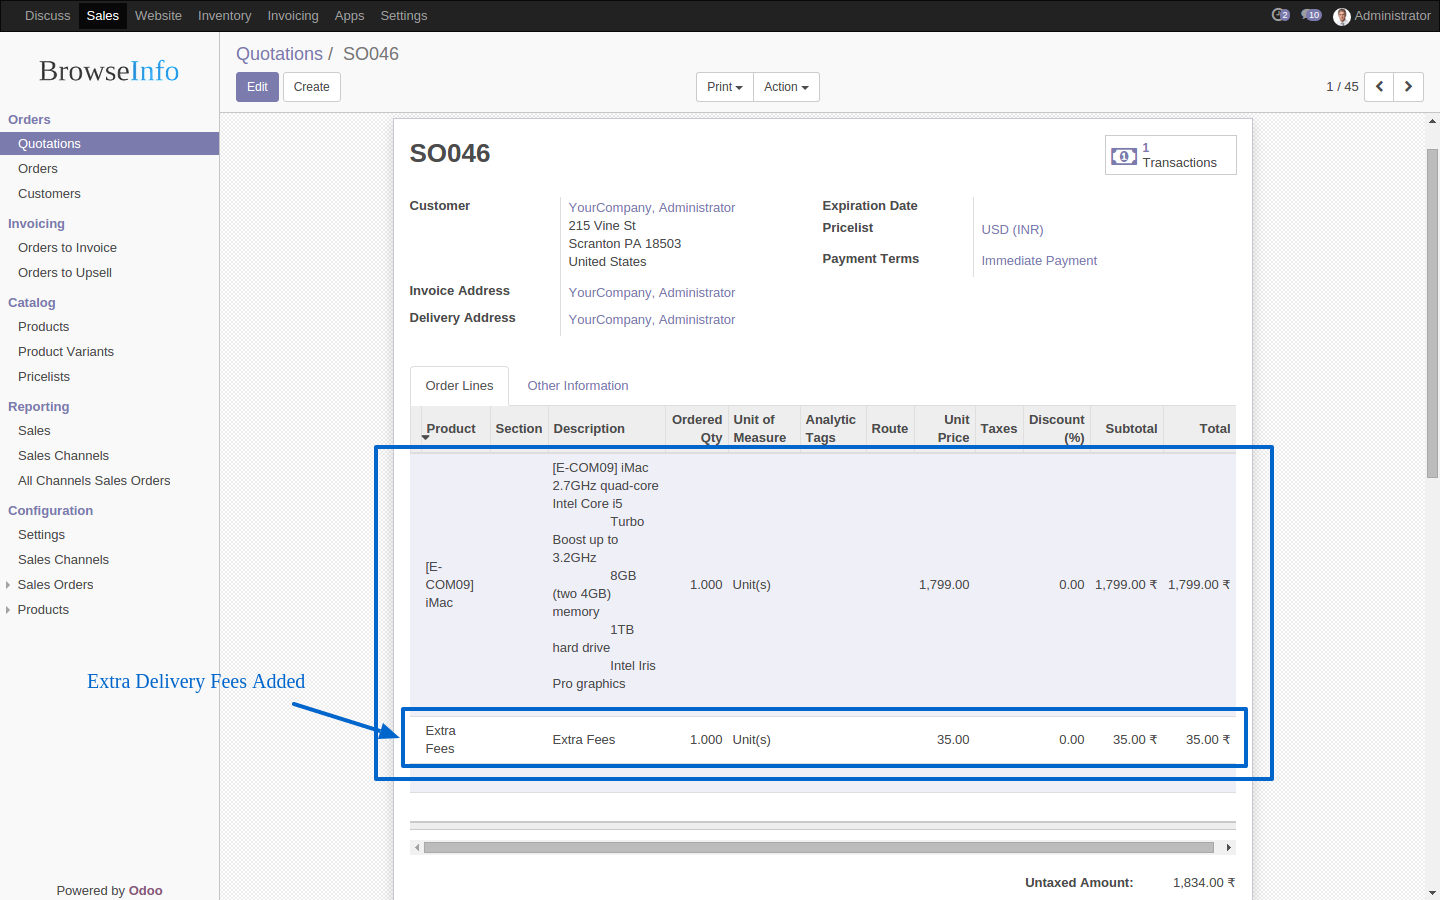 Discuss Sales Website Inventory Invoicing Apps Settings 2 10 Administrator
BrowseInfo
Orders
Quotations
Orders
Customers
Invoicing
Orders to Invoice
Orders to Upsell
Catalog
Products
Product Variants
Pricelists
Reporting
Sales
Sales Channels
All Channels Sales Orders
Configuration
Settings
Sales Channels
Sales Orders
Products
Powered by Odoo
Quotations / SO046
Edit Create Print Action 1 / 45
SO046
1
Transactions
Customer YourCompany, Administrator
215 Vine St
Scranton PA 18503
United States
Invoice Address YourCompany, Administrator
Delivery Address YourCompany, Administrator
Expiration Date
Pricelist USD (INR)
Payment Terms Immediate Payment
Order Lines Other Information
Product Section Description Ordered Qty Unit of Measure Analytic Tags Route Unit Price Taxes Discount (%) Subtotal Total
[E-
COM09]
iMac
[E-COM09] iMac
2.7GHz quad-core
Intel Core i5
Turbo
Boost up to
3.2GHz
8GB
(two 4GB)
memory
1TB
hard drive
Intel Iris
Pro graphics
1.000 Unit(s) 1,799.00 0.00 1,799.00 ₹ 1,799.00 ₹
Extra Delivery Fees Added
Extra
Fees
Extra Fees 1.000 Unit(s) 35.00 0.00 35.00 ₹ 35.00 ₹
Untaxed Amount: 1,834.00 ₹